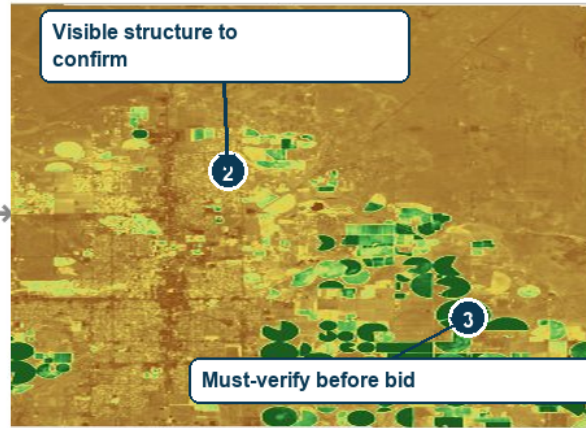 Visible structure to
confirm
2
3
Must-verify before bid